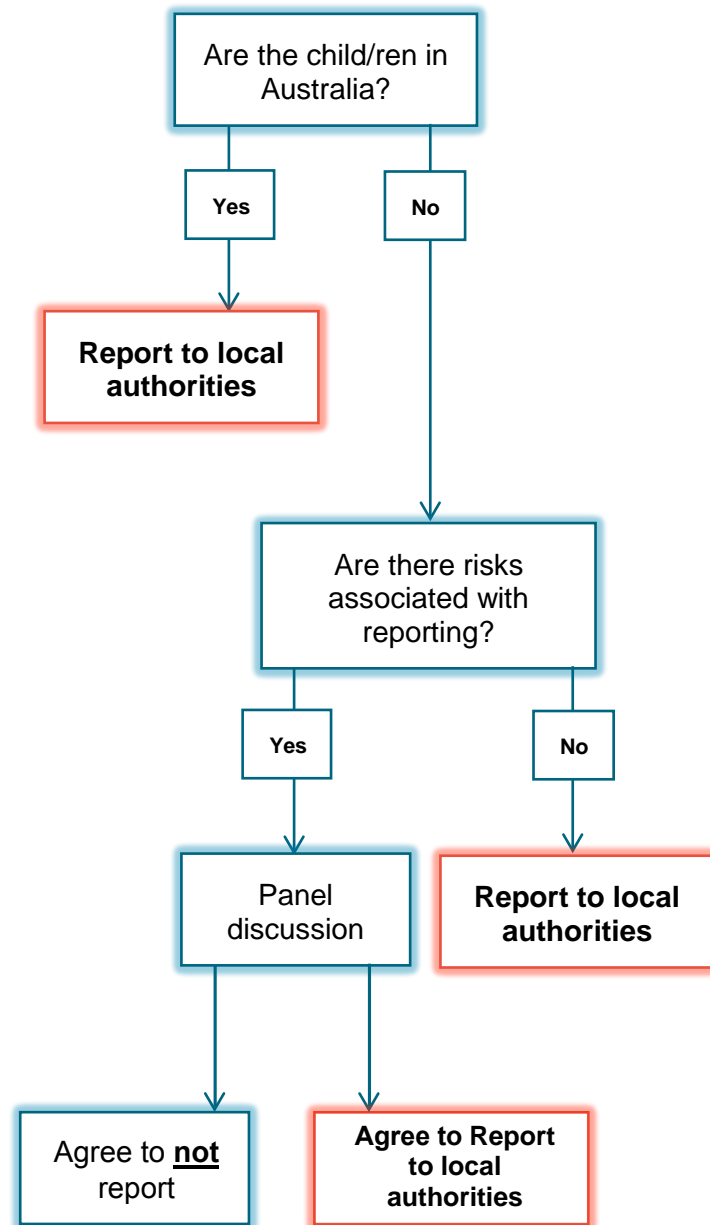 Are the child/ren in
Australia?
Yes
No
Report to local
authorities
Are there risks
associated with
reporting?
Yes
No
Panel
discussion
Report to local
authorities
Agree to not
report
Agree to Report
to local
authorities